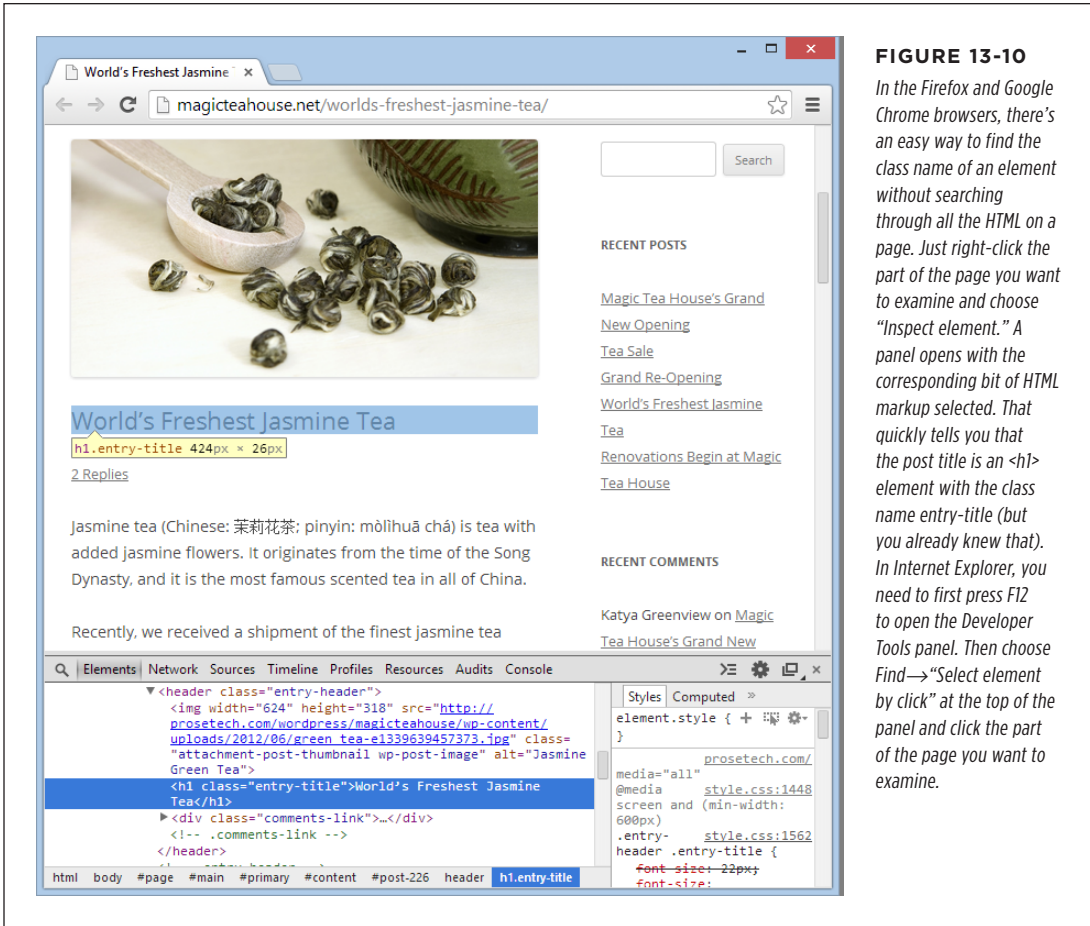 World's Freshest Jasmine
magicteahouse.net/worlds-freshest-jasmine-tea/
Search
RECENT POSTS
Magic Tea House's Grand
New Opening
Tea Sale
Grand Re-Opening
World's Freshest Jasmine
Tea
Renovations Begin at Magic
Tea House
World's Freshest Jasmine Tea
h1.entry-title 424px × 26px
2 Replies
Jasmine tea (Chinese: 茉莉花茶; pinyin: mòlìhuā chá) is tea with
added jasmine flowers. It originates from the time of the Song
Dynasty, and it is the most famous scented tea in all of China.
Recently, we received a shipment of the finest jasmine tea
RECENT COMMENTS
Katya Greenview on Magic
Tea House's Grand New
Elements Network Sources Timeline Profiles Resources Audits Console
<header class="entry-header">
<img width="624" height="318" src="http://
prosetech.com/wordpress/magicteahouse/wp-content/
uploads/2012/06/green_tea-e1339639457373.jpg" class=
"attachment-post-thumbnail wp-post-image" alt="Jasmine
Green Tea">
<h1 class="entry-title">World's Freshest Jasmine
Tea</h1>
<div class="comments-link">…</div>
<!-- .comments-link -->
</header>
html body #page #main #primary #content #post-226 header h1.entry-title
Styles Computed »
element.style {
}
prosetech.com/
media="all"
@media style.css:1448
screen and (min-width:
600px)
.entry- style.css:1562
header .entry-title {
font-size: 22px;
font-size:
FIGURE 13-10
In the Firefox and Google
Chrome browsers, there's
an easy way to find the
class name of an element
without searching
through all the HTML on a
page. Just right-click the
part of the page you want
to examine and choose
“Inspect element.” A
panel opens with the
corresponding bit of HTML
markup selected. That
quickly tells you that
the post title is an <h1>
element with the class
name entry-title (but
you already knew that).
In Internet Explorer, you
need to first press F12
to open the Developer
Tools panel. Then choose
Find→“Select element
by click” at the top of the
panel and click the part
of the page you want to
examine.